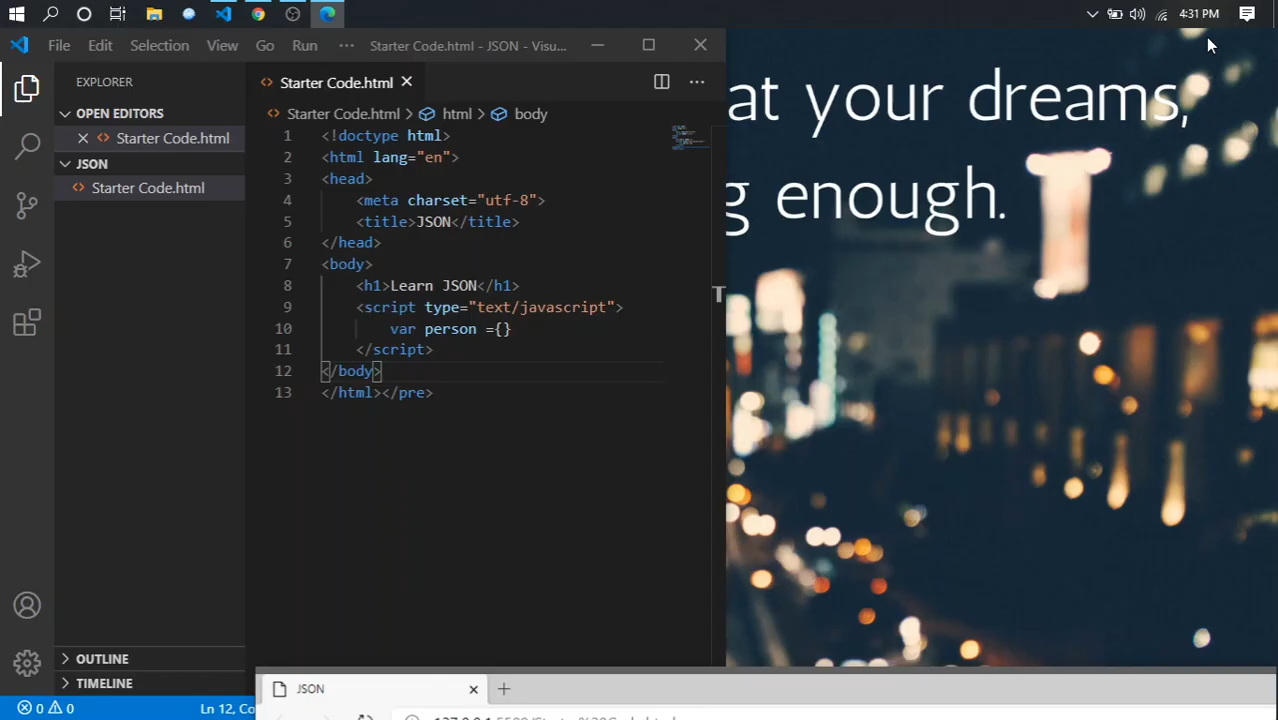 4:31 PM
File Edit Selection View Go Run ··· Starter Code.html - JSON - Visu...
EXPLORER
OPEN EDITORS
Starter Code.html
JSON
Starter Code.html
OUTLINE
TIMELINE
Starter Code.html
Starter Code.html > html > body
1 <!doctype html>
2 <html lang="en">
3 <head>
4 <meta charset="utf-8">
5 <title>JSON</title>
6 </head>
7 <body>
8 <h1>Learn JSON</h1>
9 <script type="text/javascript">
10 var person ={}
11 </script>
12 </body>
13 </html></pre>
at your dreams,
g enough.
T
0 0 Ln 12, Co
JSON